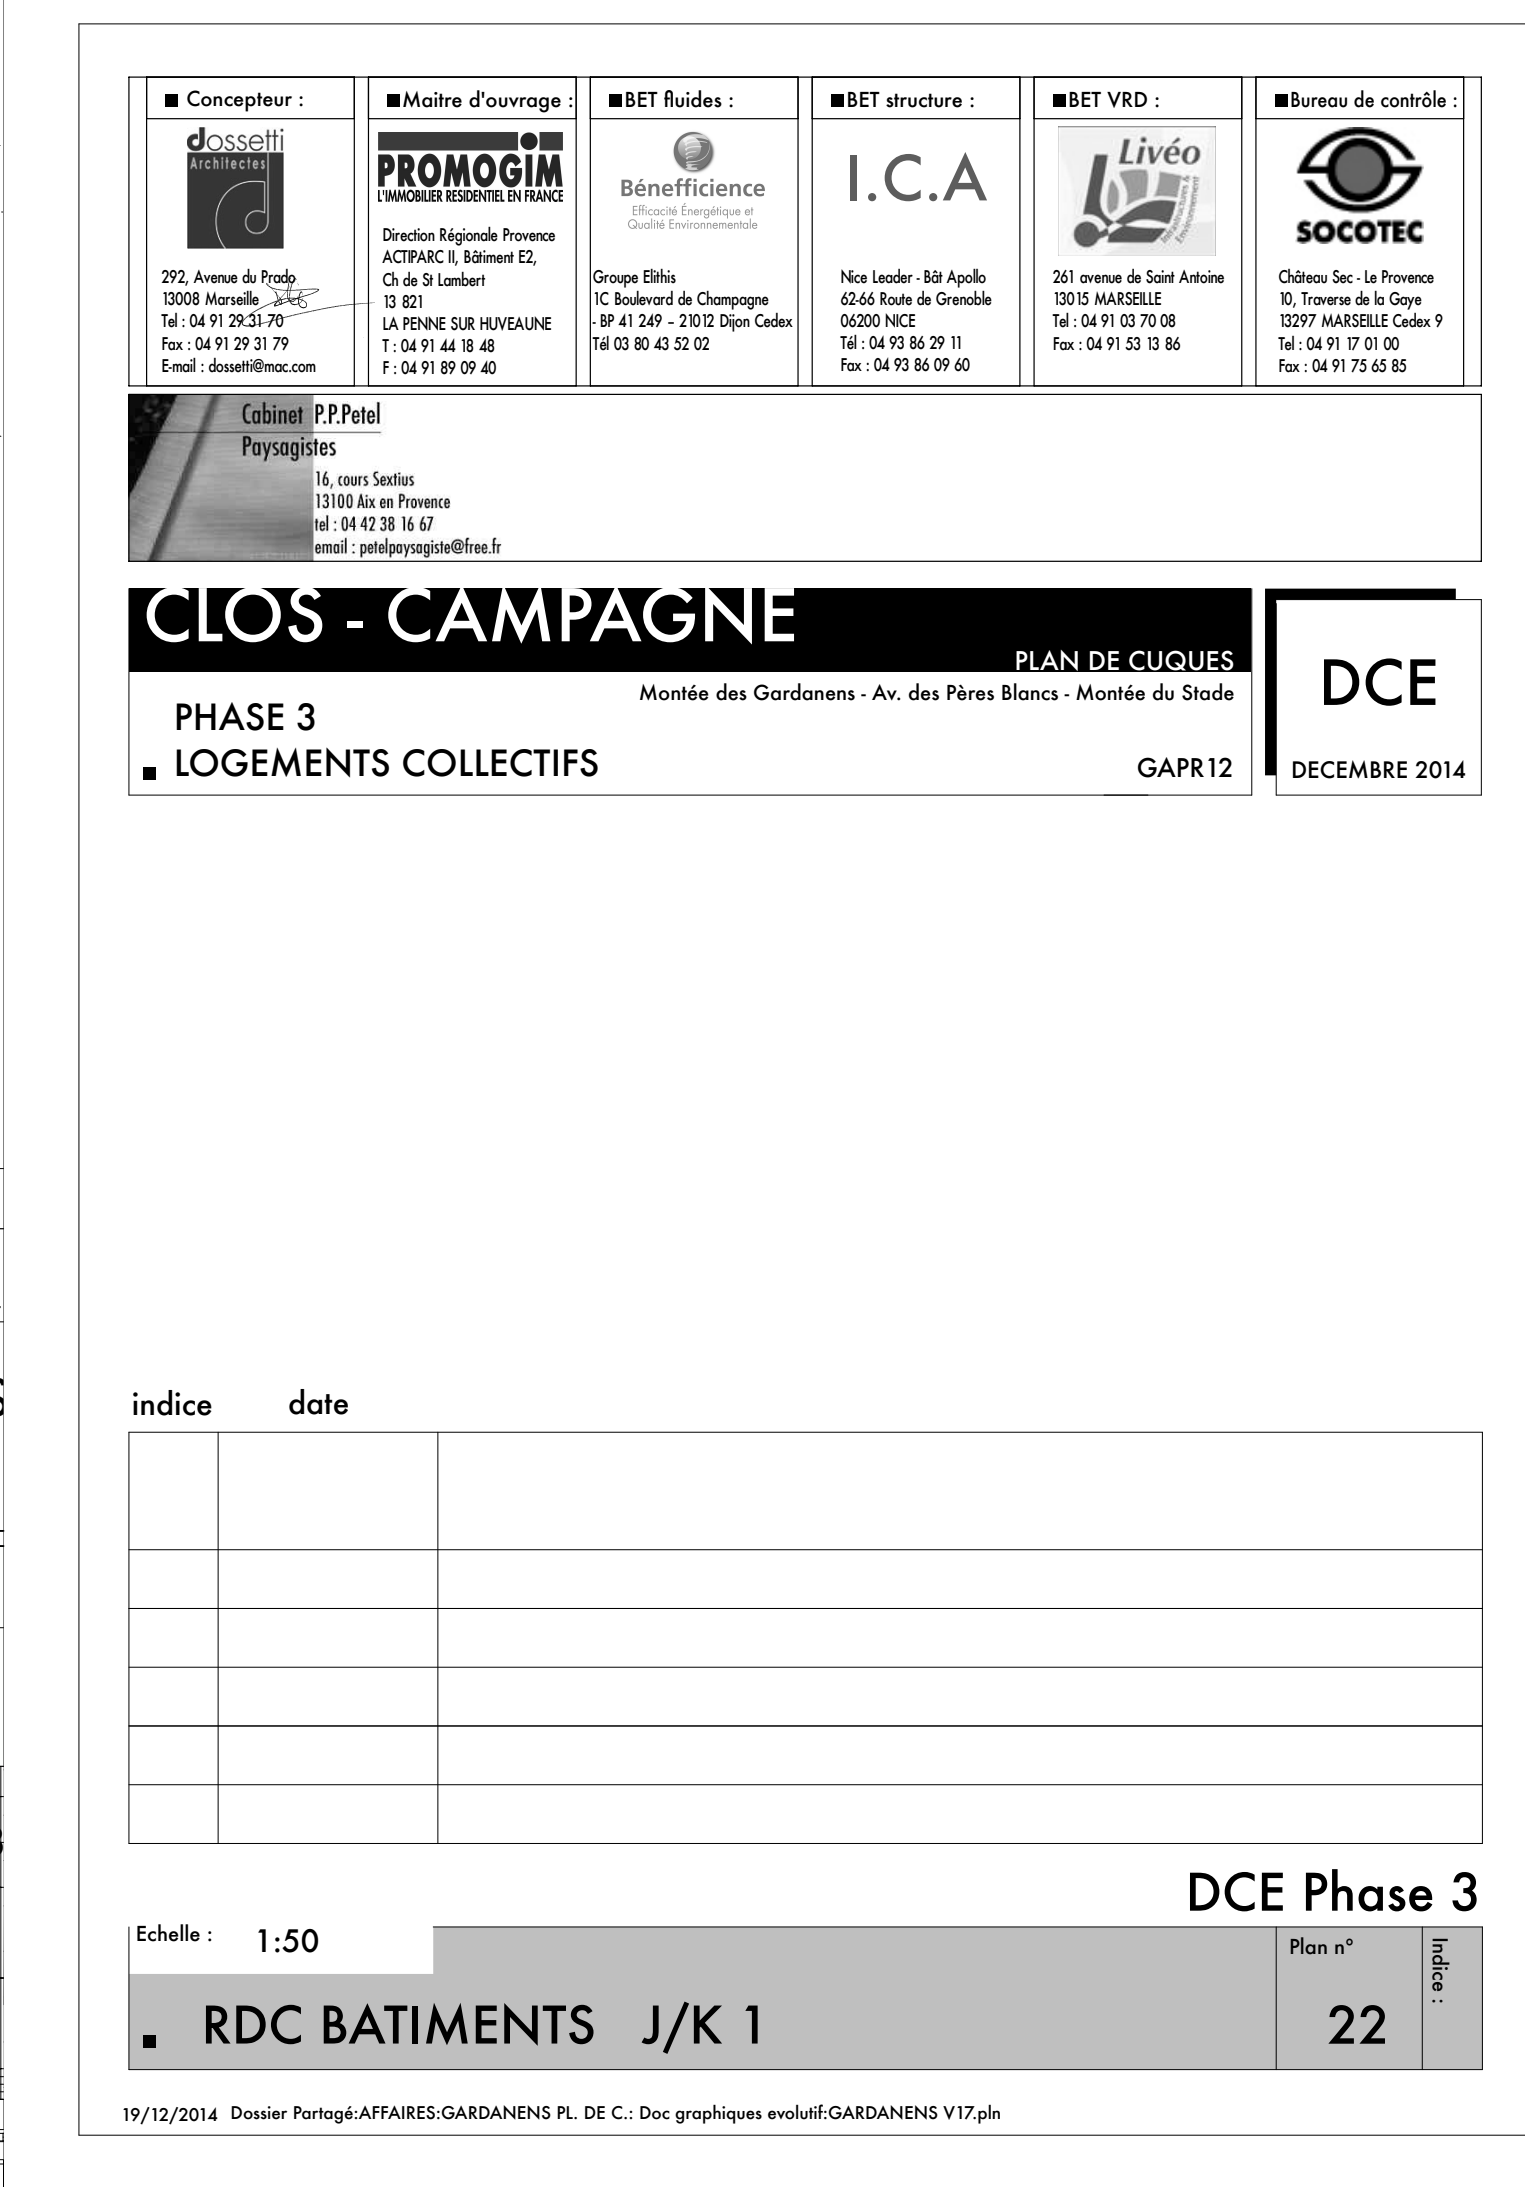 ■ Concepteur :
dossetti
Architectes
292, Avenue du Prado
13008 Marseille
Tel : 04 91 29 31 70
Fax : 04 91 29 31 79
E-mail : dossetti@mac.com
■Maitre d'ouvrage :
PROMOGIM
L'IMMOBILIER RESIDENTIEL EN FRANCE
Direction Régionale Provence
ACTIPARC II, Bâtiment E2,
Ch de St Lambert
13 821
LA PENNE SUR HUVEAUNE
T : 04 91 44 18 48
F : 04 91 89 09 40
■BET fluides :
Bénefficience
Efficacité Énergétique et
Qualité Environnementale
Groupe Elithis
1C Boulevard de Champagne
- BP 41 249 – 21012 Dijon Cedex
Tél 03 80 43 52 02
■BET structure :
I.C.A
Nice Leader - Bât Apollo
62-66 Route de Grenoble
06200 NICE
Tél : 04 93 86 29 11
Fax : 04 93 86 09 60
■BET VRD :
Livéo
Infrastructures &
Environnement
261 avenue de Saint Antoine
13015 MARSEILLE
Tel : 04 91 03 70 08
Fax : 04 91 53 13 86
■Bureau de contrôle :
SOCOTEC
Château Sec - Le Provence
10, Traverse de la Gaye
13297 MARSEILLE Cedex 9
Tel : 04 91 17 01 00
Fax : 04 91 75 65 85
Cabinet P.P.Petel
Paysagistes
16, cours Sextius
13100 Aix en Provence
tel : 04 42 38 16 67
email : petelpaysagiste@free.fr
CLOS - CAMPAGNE
PLAN DE CUQUES
Montée des Gardanens - Av. des Pères Blancs - Montée du Stade
PHASE 3
■ LOGEMENTS COLLECTIFS
GAPR12
DCE
DECEMBRE 2014
indice date
DCE Phase 3
Echelle : 1:50
■ RDC BATIMENTS J/K 1
Plan n°
22
Indice :
19/12/2014 Dossier Partagé:AFFAIRES:GARDANENS PL. DE C.: Doc graphiques evolutif:GARDANENS V17.pln